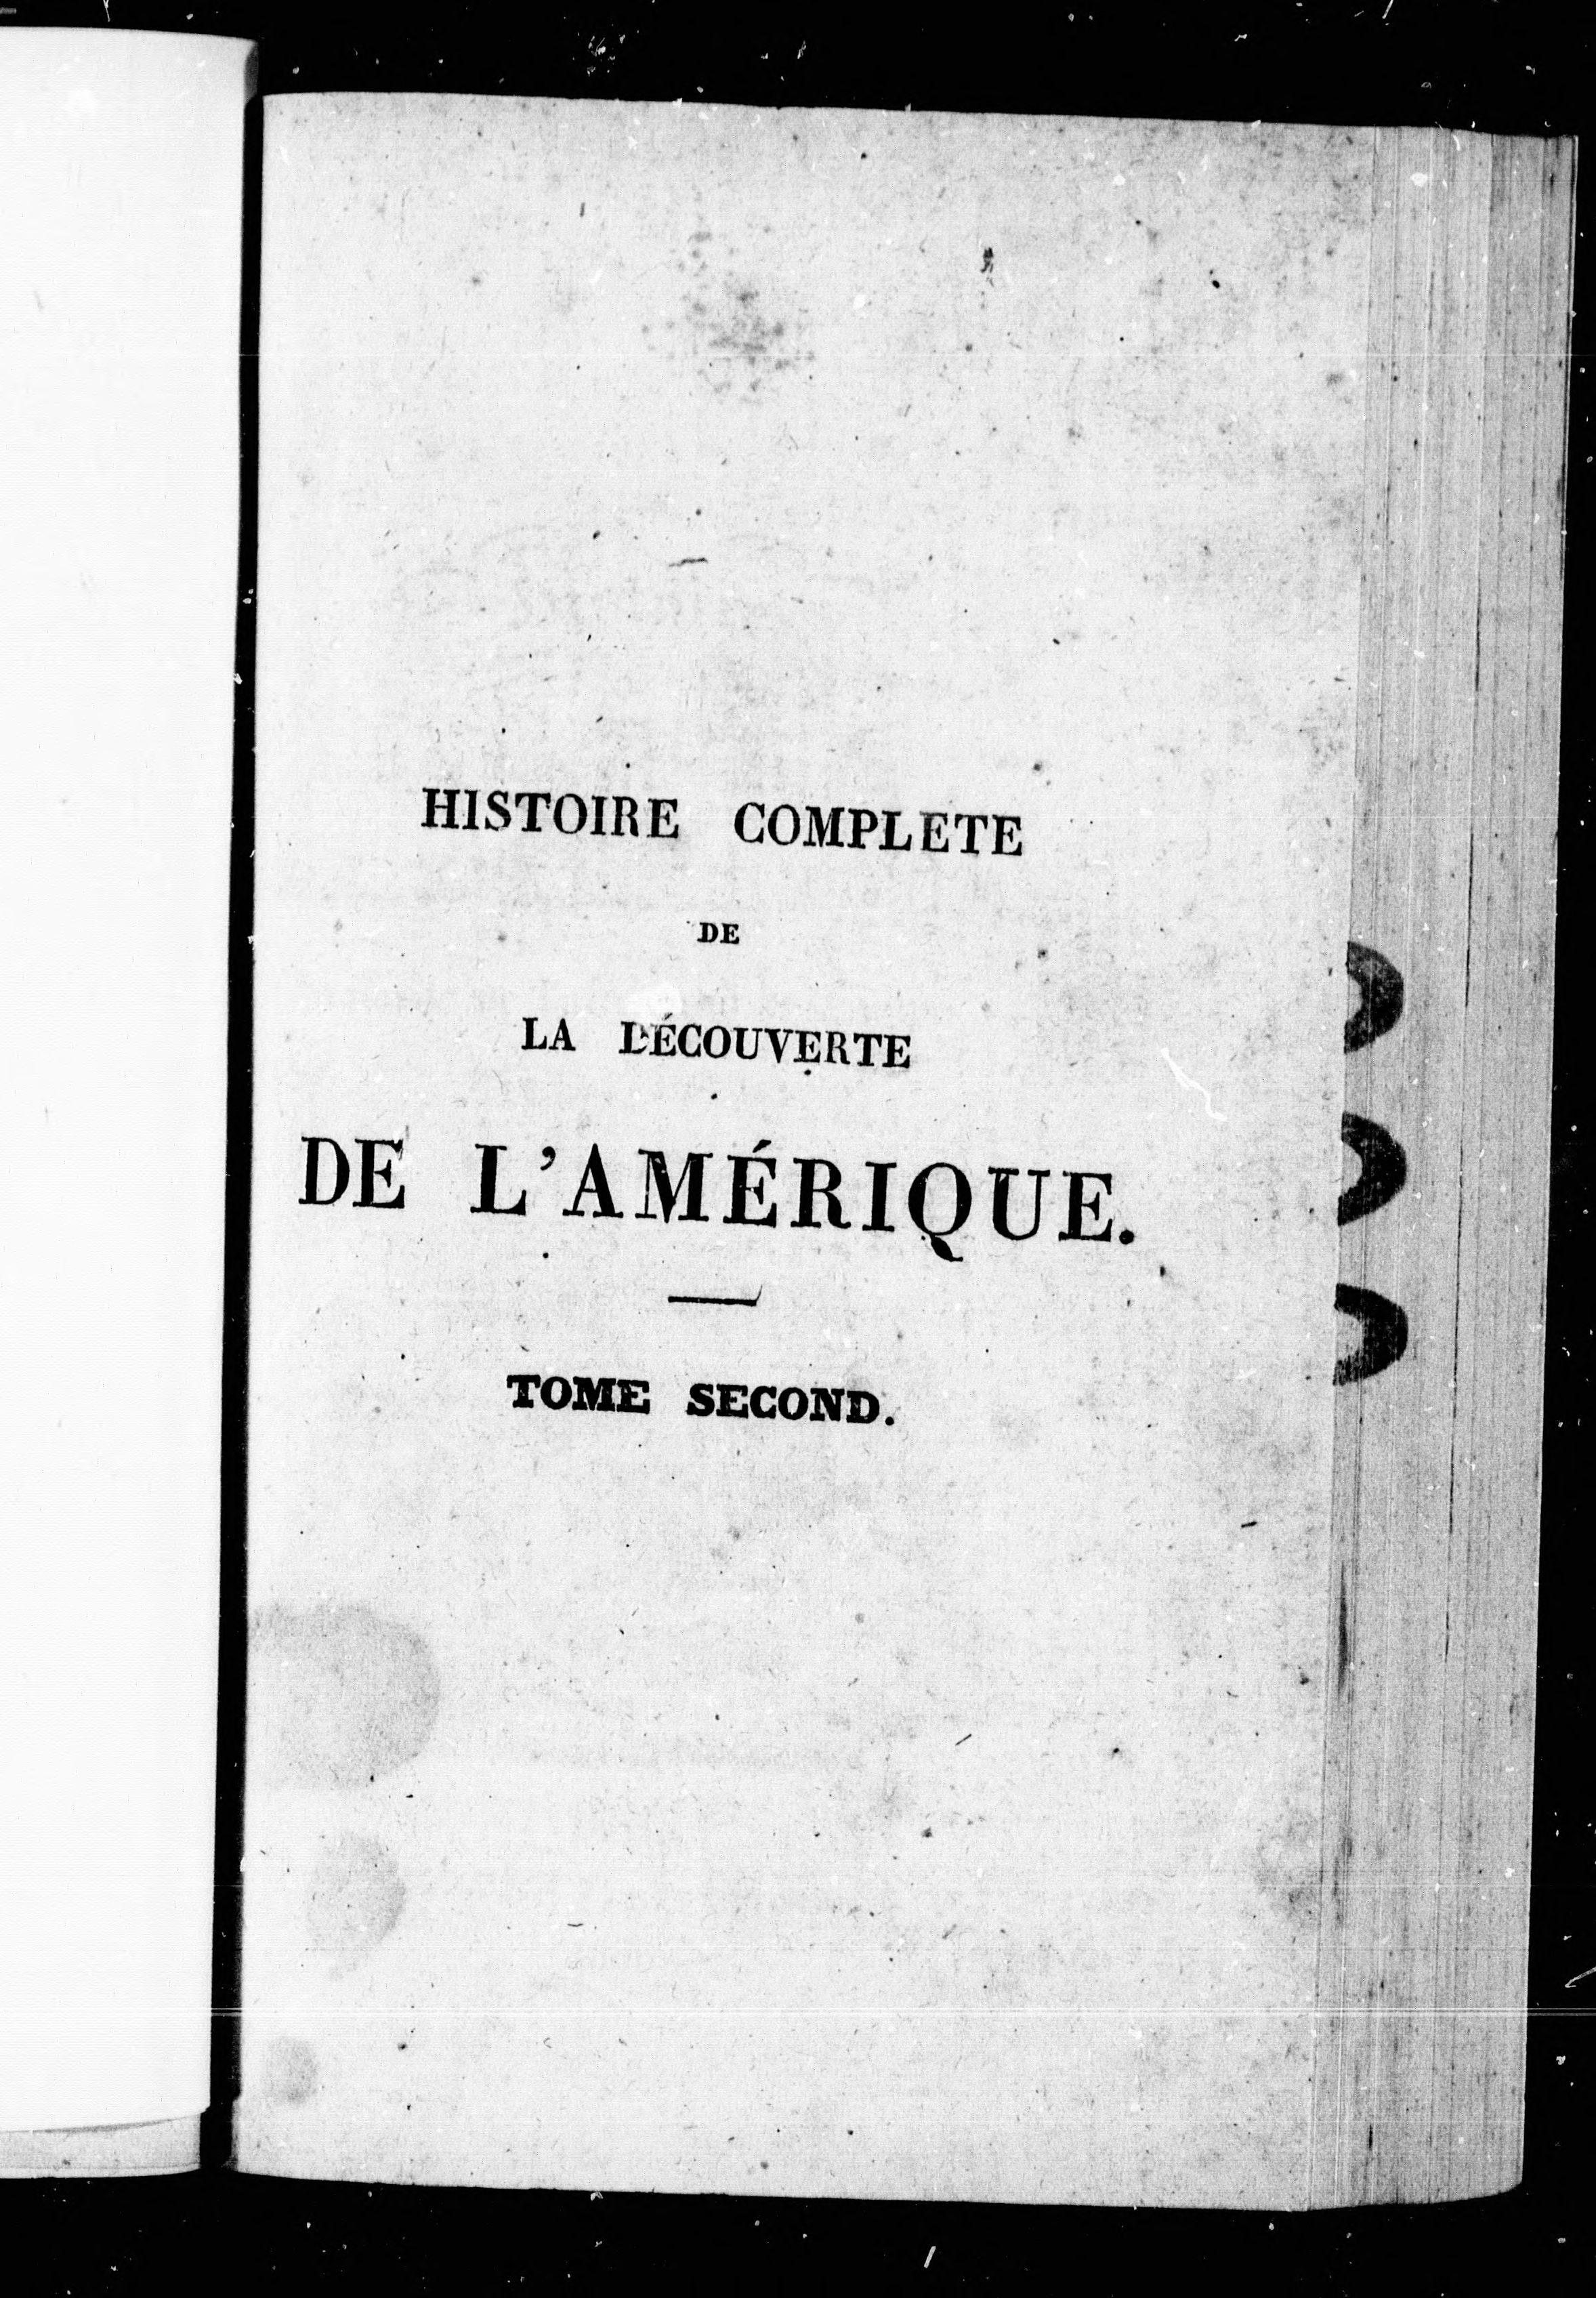 HISTOIRE COMPLETE
DE
LA DÉCOUVERTE
DE L'AMÉRIQUE.
TOME SECOND.